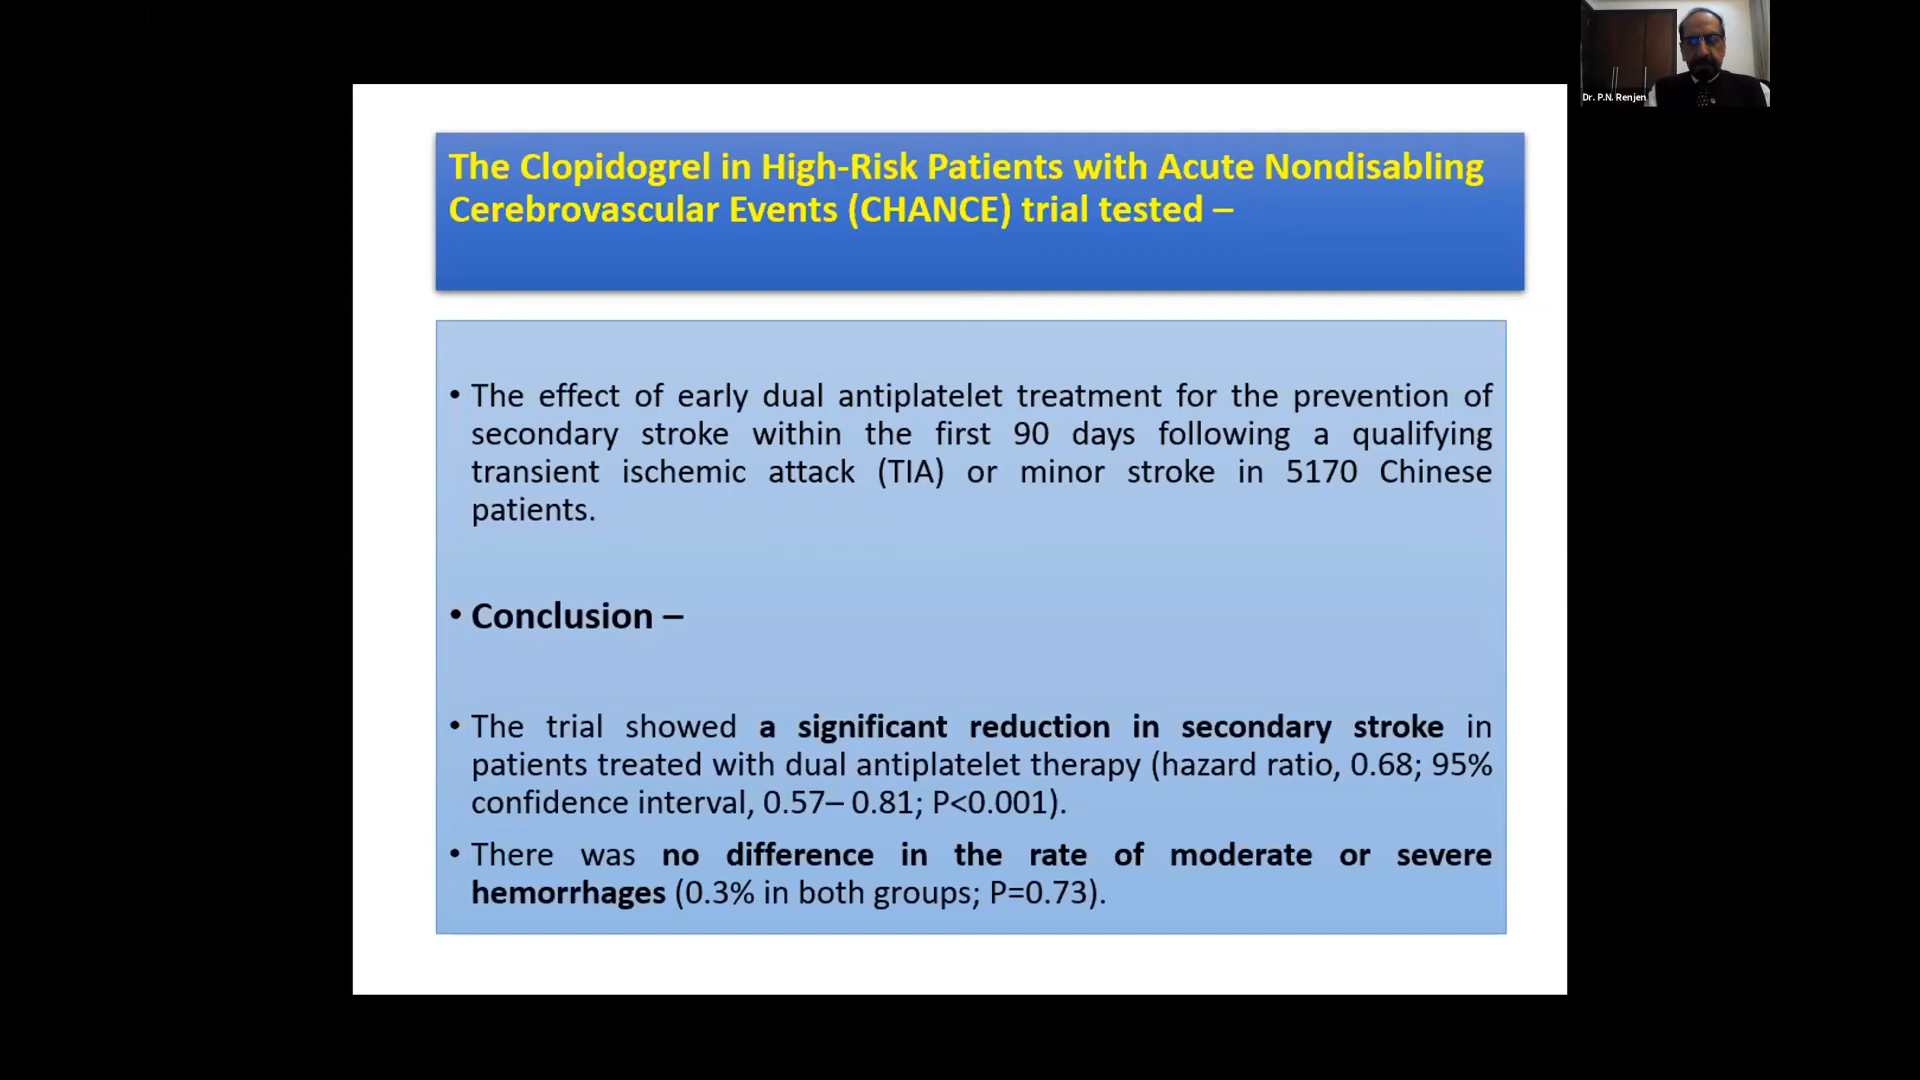 Dr. P.N. Renjen
The Clopidogrel in High-Risk Patients with Acute Nondisabling
Cerebrovascular Events (CHANCE) trial tested –
• The effect of early dual antiplatelet treatment for the prevention of
secondary stroke within the first 90 days following a qualifying
transient ischemic attack (TIA) or minor stroke in 5170 Chinese
patients.
• Conclusion –
• The trial showed a significant reduction in secondary stroke in
patients treated with dual antiplatelet therapy (hazard ratio, 0.68; 95%
confidence interval, 0.57– 0.81; P<0.001).
• There was no difference in the rate of moderate or severe
hemorrhages (0.3% in both groups; P=0.73).